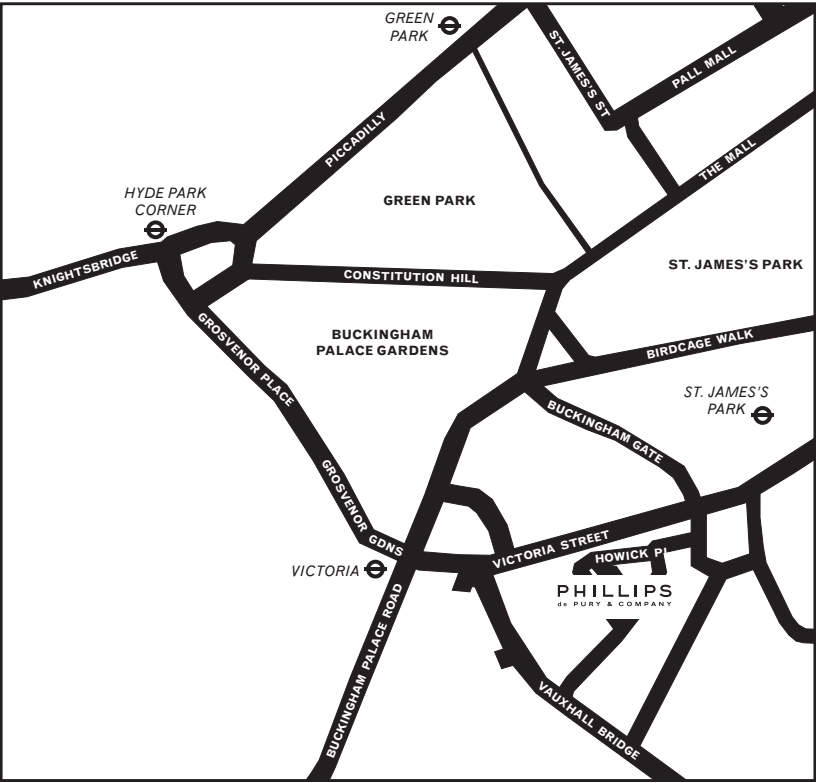 GREEN
PARK
ST. JAMES'S ST
PALL MALL
PICCADILLY
THE MALL
HYDE PARK
CORNER
GREEN PARK
KNIGHTSBRIDGE
CONSTITUTION HILL
ST. JAMES'S PARK
GROSVENOR PLACE
BUCKINGHAM
PALACE GARDENS
BIRDCAGE WALK
ST. JAMES'S
PARK
BUCKINGHAM GATE
GROSVENOR GDNS
VICTORIA STREET
HOWICK Pl
VICTORIA
PHILLIPS
de PURY & COMPANY
BUCKINGHAM PALACE ROAD
VAUXHALL BRIDGE